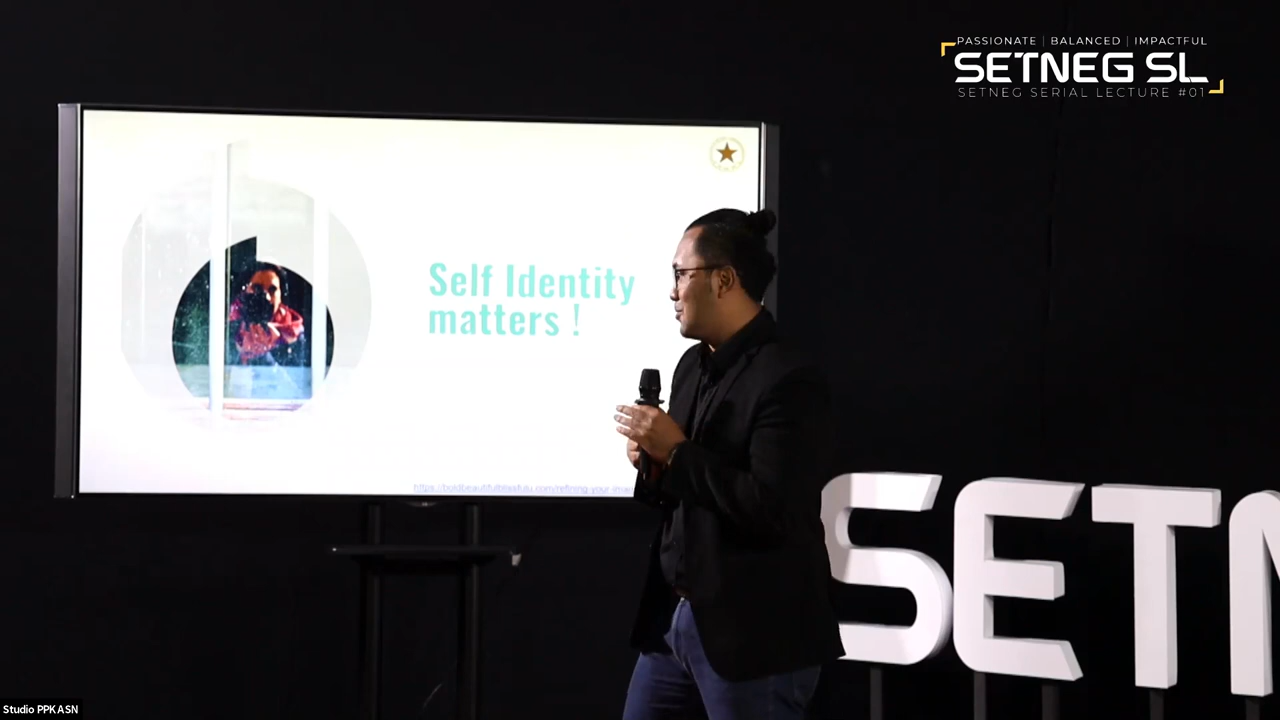 PASSIONATE | BALANCED | IMPACTFUL
SETNEG SL
SETNEG SERIAL LECTURE #01
Self Identity
matters !
SETN
Studio PPKASN